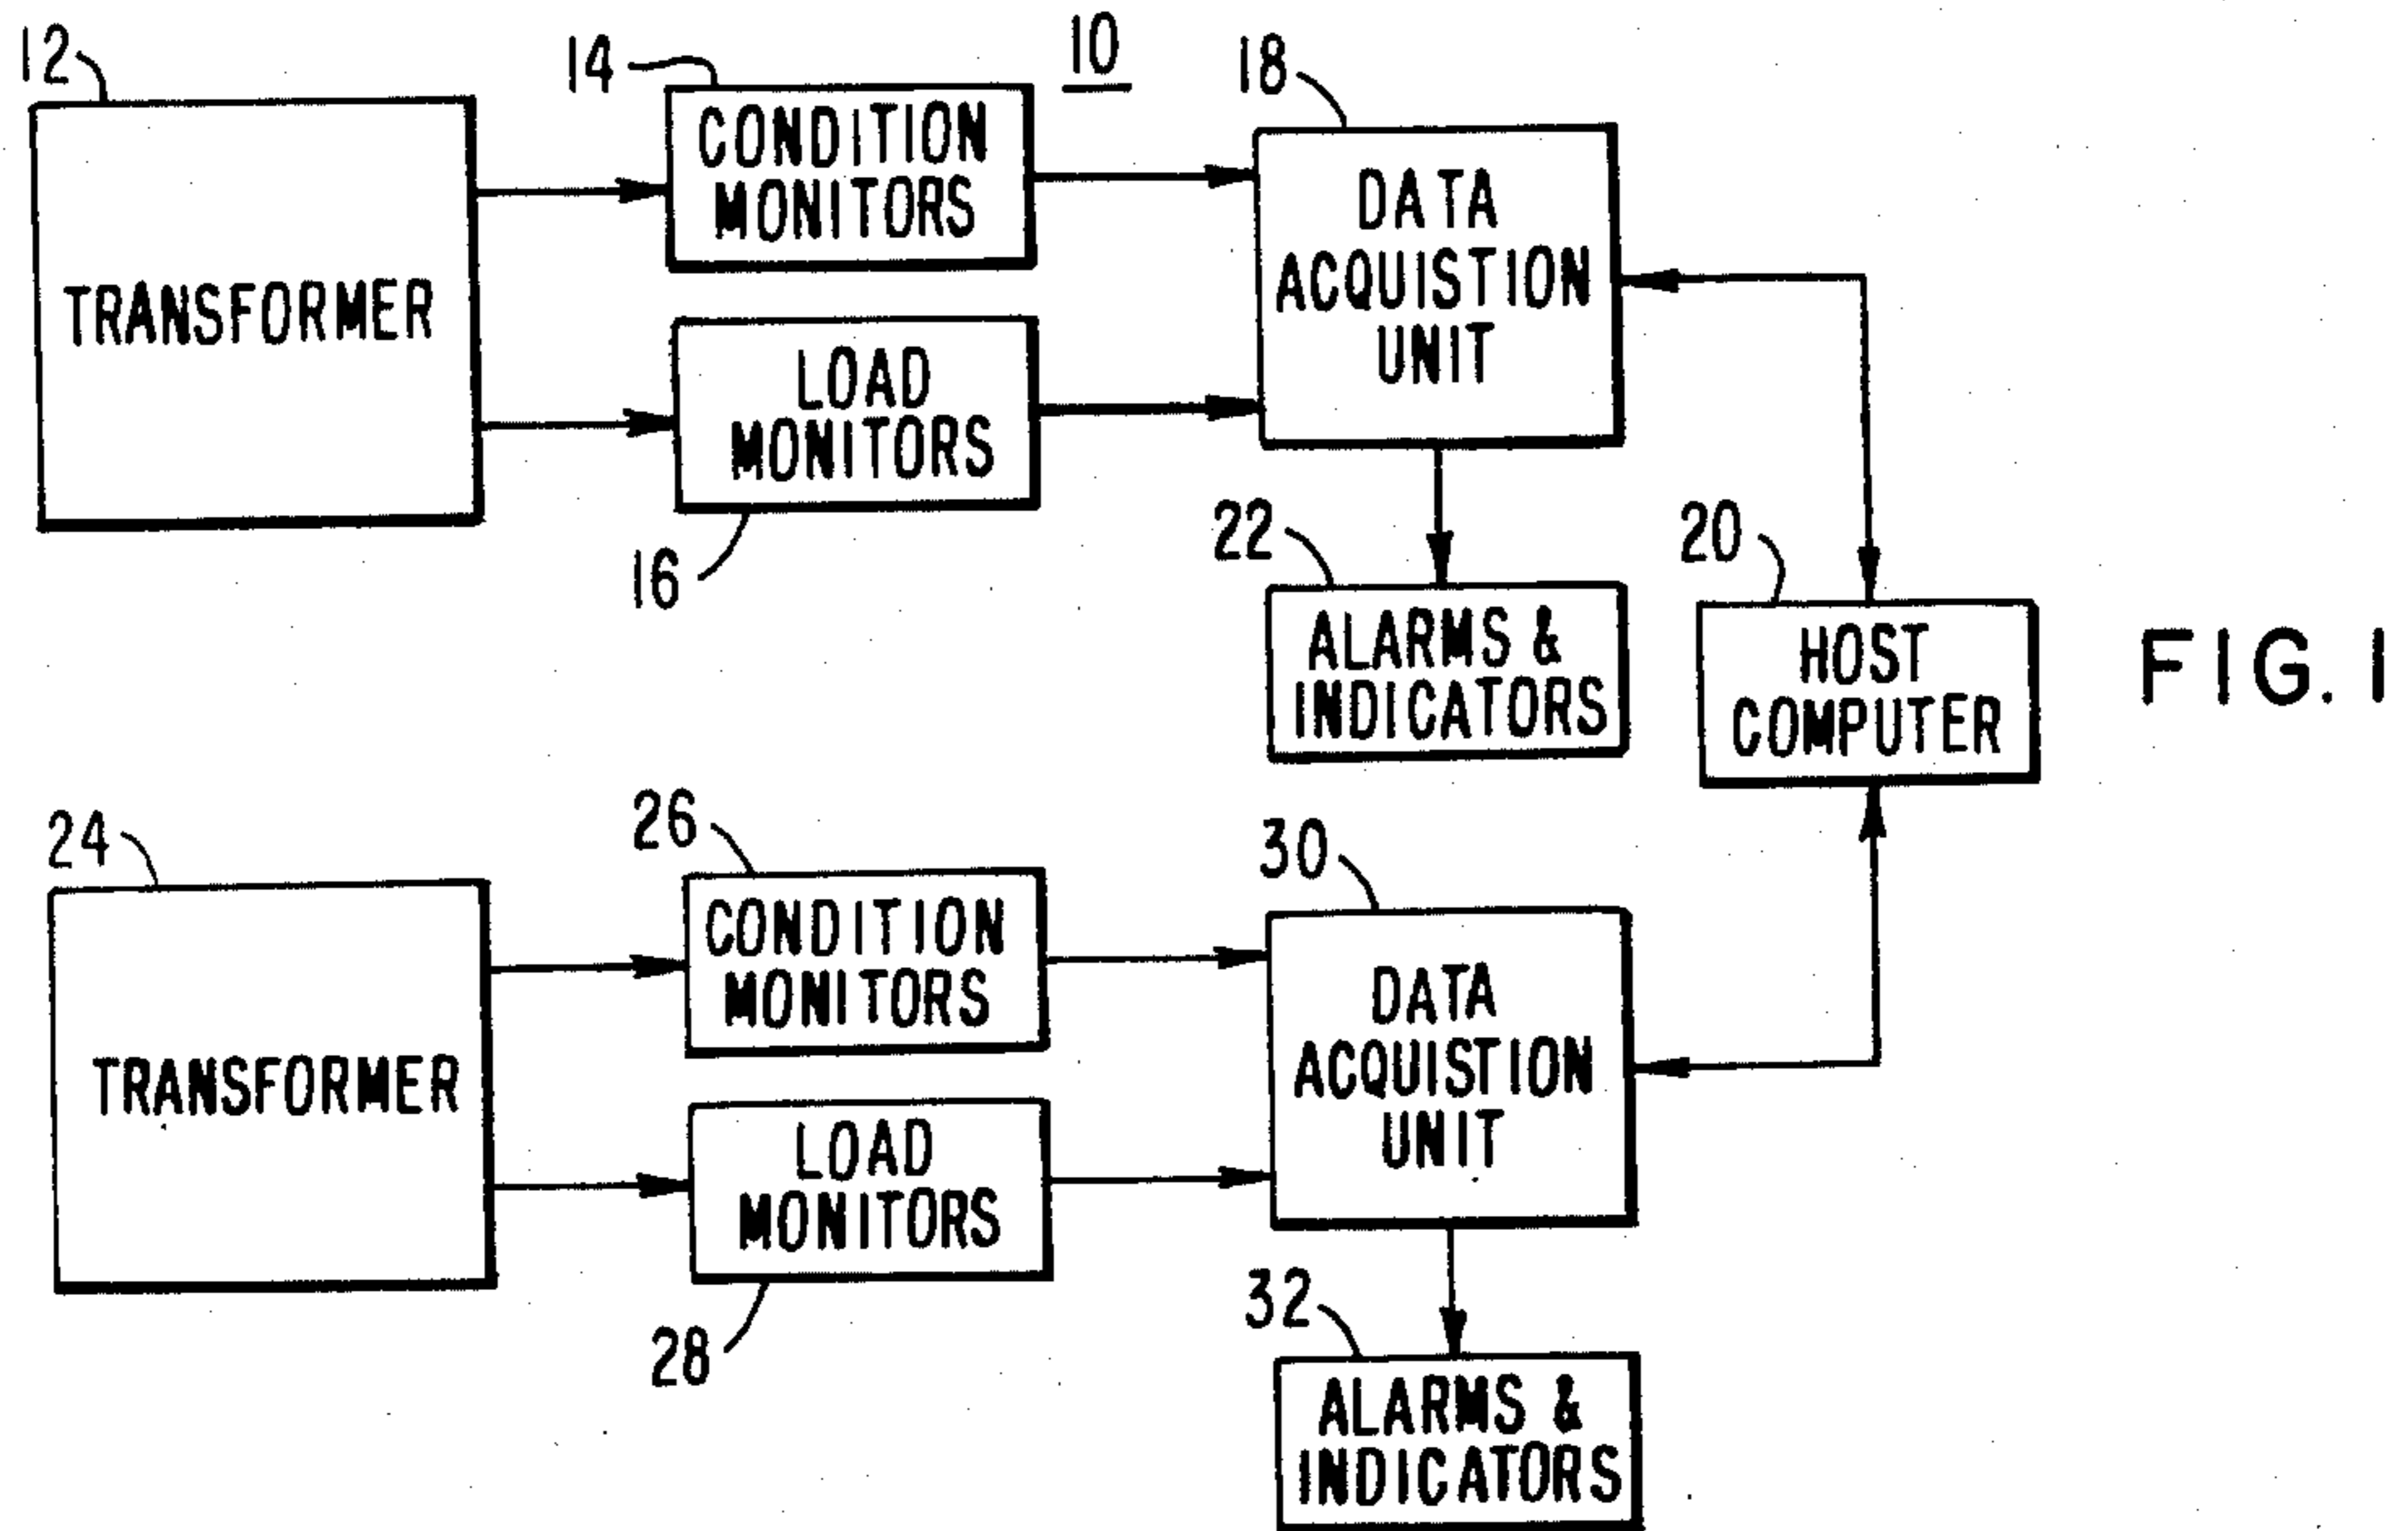 12
14
10
18
CONDITION
MONITORS
DATA
ACQUISTION
UNIT
TRANSFORMER
LOAD
MONITORS
16
22
20
ALARMS &
INDICATORS
HOST
COMPUTER
FIG. 1
24
26
30
CONDITION
MONITORS
DATA
ACQUISTION
UNIT
TRANSFORMER
LOAD
MONITORS
28
32
ALARMS &
INDICATORS